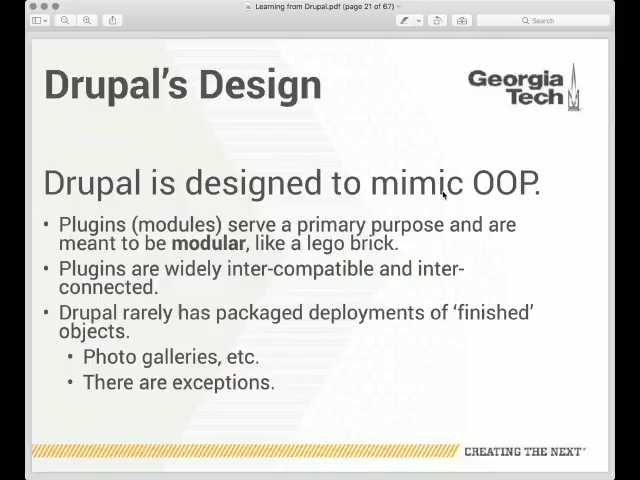 Learning from Drupal.pdf (page 21 of 67)
Search
Drupal's Design
Georgia
Tech
Drupal is designed to mimic OOP.
• Plugins (modules) serve a primary purpose and are
meant to be modular, like a lego brick.
• Plugins are widely inter-compatible and inter-
connected.
• Drupal rarely has packaged deployments of ‘finished’
objects.
• Photo galleries, etc.
• There are exceptions.
CREATING THE NEXT